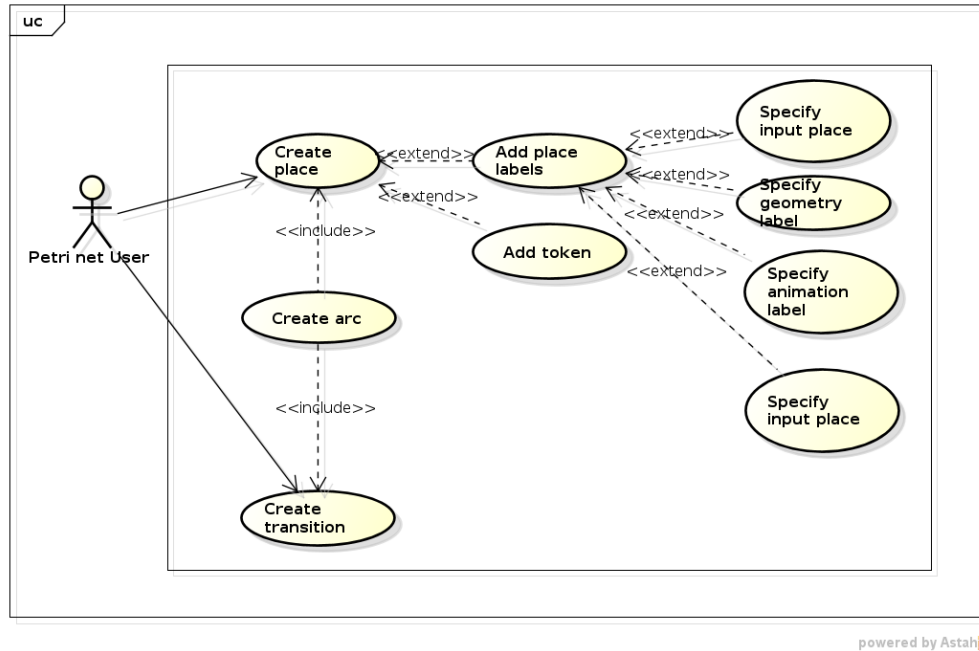 uc
Specify
input place
<<extend>>
Create
place
<<extend>>
Add place
labels
<<extend>>
Specify
geometry
label
<<extend>>
<<extend>>
<<include>>
Petri net User
Add token
<<extend>>
Specify
animation
label
Create arc
Specify
input place
<<include>>
Create
transition
powered by Astah